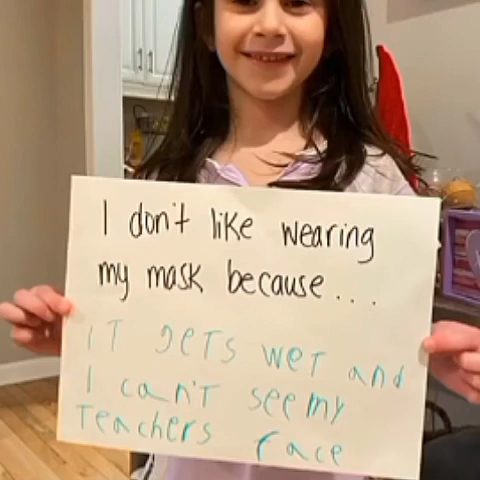 I don't like wearing
my mask because...
IT geTs weT and
I can'T see my
Teachers face